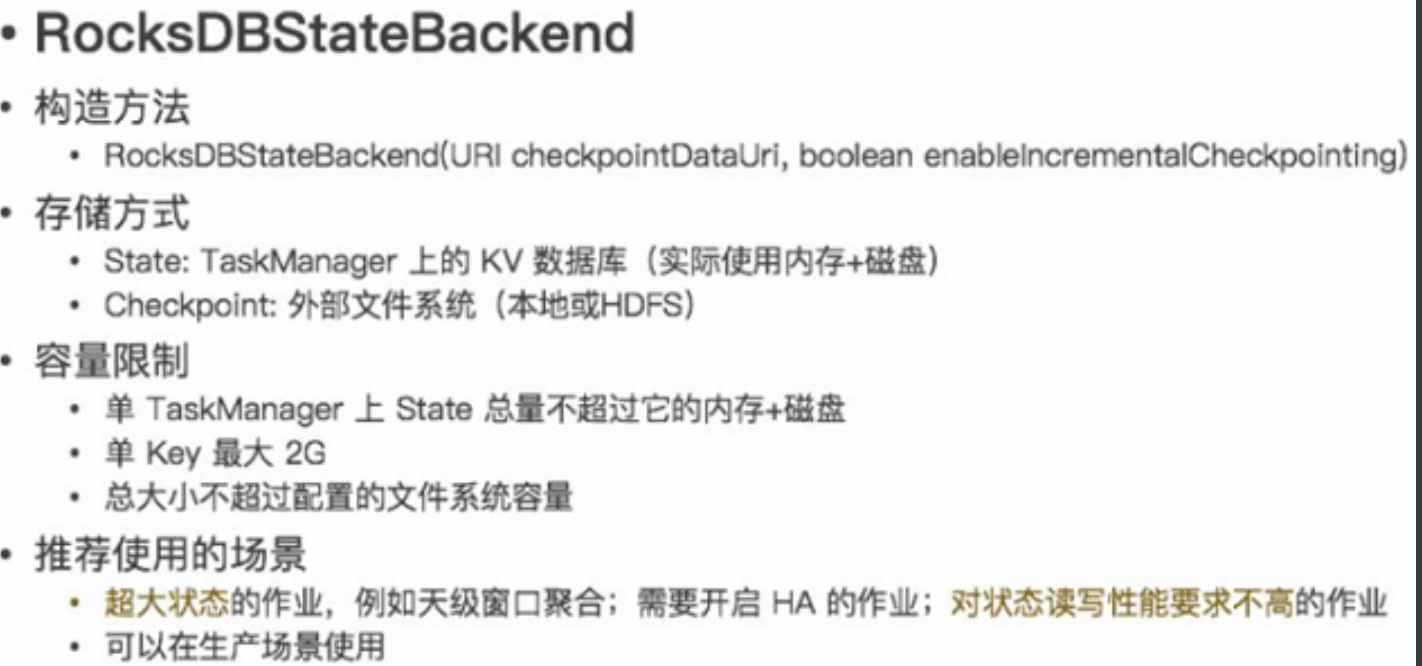 • RocksDBStateBackend
• 构造方法
• RocksDBStateBackend(URI checkpointDataUri, boolean enableIncrementalCheckpointing)
• 存储方式
• State: TaskManager 上的 KV 数据库（实际使用内存+磁盘）
• Checkpoint: 外部文件系统（本地或HDFS）
• 容量限制
• 单 TaskManager 上 State 总量不超过它的内存+磁盘
• 单 Key 最大 2G
• 总大小不超过配置的文件系统容量
• 推荐使用的场景
• 超大状态的作业，例如天级窗口聚合；需要开启 HA 的作业；对状态读写性能要求不高的作业
• 可以在生产场景使用